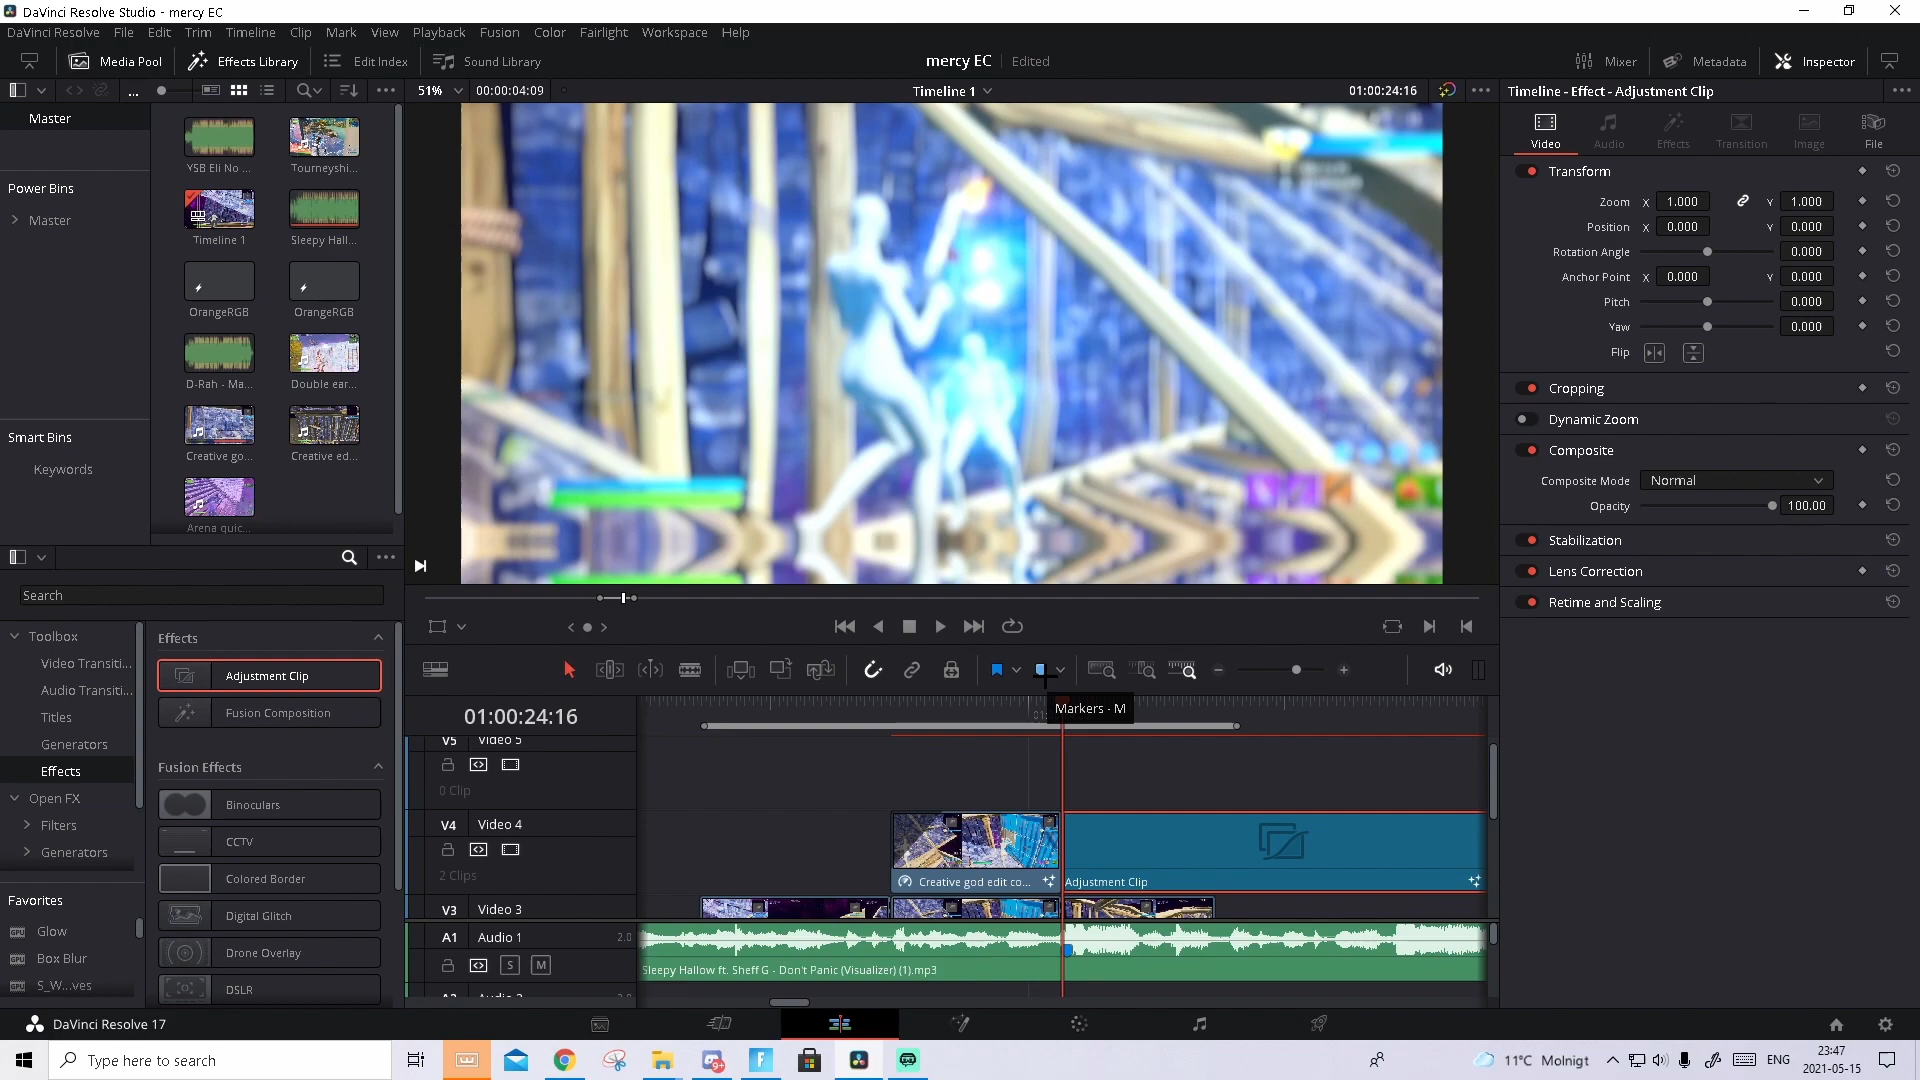 DaVinci Resolve Studio - mercy EC
DaVinci Resolve File Edit Trim Timeline Clip Mark View Playback Fusion Color Fairlight Workspace Help
Media Pool Effects Library Edit Index Sound Library mercy EC Edited Mixer Metadata Inspector
51% 00:00:04:09 Timeline 1 01:00:24:16 Timeline - Effect - Adjustment Clip
Master
Power Bins
Master
Smart Bins
Keywords
YSB Eli No ... Tourneyshi...
Timeline 1 Sleepy Hall...
OrangeRGB OrangeRGB
D-Rah - Ma... Double ear...
Creative go... Creative ed...
Arena quic...
Video Audio Effects Transition Image File
Transform
Zoom X 1.000 Y 1.000
Position X 0.000 Y 0.000
Rotation Angle 0.000
Anchor Point X 0.000 Y 0.000
Pitch 0.000
Yaw 0.000
Flip
Cropping
Dynamic Zoom
Composite
Composite Mode Normal
Opacity 100.00
Stabilization
Lens Correction
Retime and Scaling
Search
Toolbox
Video Transiti...
Audio Transiti...
Titles
Generators
Effects
Open FX
Filters
Generators
Favorites
Glow
Box Blur
S_W...ves
Effects
Adjustment Clip
Fusion Composition
Fusion Effects
Binoculars
CCTV
Colored Border
Digital Glitch
Drone Overlay
DSLR
01:00:24:16
Markers - M
V5 Video 5
0 Clip
V4 Video 4
2 Clips
Creative god edit co... Adjustment Clip
V3 Video 3
A1 Audio 1 2.0
S M
Sleepy Hallow ft. Sheff G - Don't Panic (Visualizer) (1).mp3
DaVinci Resolve 17
Type here to search
9+
11°C Molnigt
ENG
23:47
2021-05-15